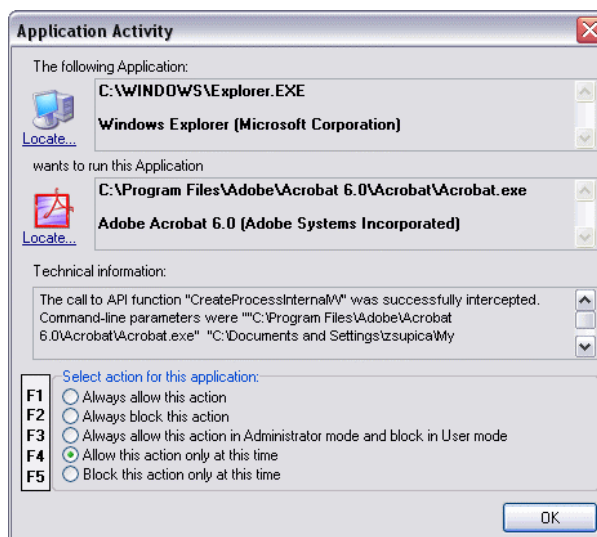 Application Activity
The following Application:
C:\WINDOWS\Explorer.EXE
Windows Explorer (Microsoft Corporation)
Locate...
wants to run this Application
C:\Program Files\Adobe\Acrobat 6.0\Acrobat\Acrobat.exe
Adobe Acrobat 6.0 (Adobe Systems Incorporated)
Locate...
Technical information:
The call to API function "CreateProcessInternalW" was successfully intercepted.
Command-line parameters were ""C:\Program Files\Adobe\Acrobat
6.0\Acrobat\Acrobat.exe" "C:\Documents and Settings\zsupica\My
Select action for this application:
F1 Always allow this action
F2 Always block this action
F3 Always allow this action in Administrator mode and block in User mode
F4 Allow this action only at this time
F5 Block this action only at this time
OK